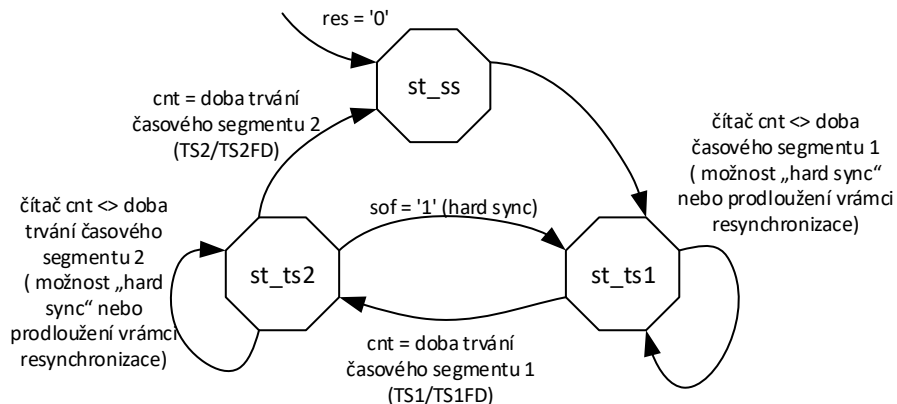 res = '0'
st_ss
cnt = doba trvání
časového segmentu 2
(TS2/TS2FD)
čítač cnt <> doba
časového segmentu 1
( možnost „hard sync“
nebo prodloužení vrámci
resynchronizace)
čítač cnt <> doba
trvání časového
segmentu 2
( možnost „hard
sync“ nebo
prodloužení vrámci
resynchronizace)
sof = '1' (hard sync)
st_ts2
st_ts1
cnt = doba trvání
časového segmentu 1
(TS1/TS1FD)